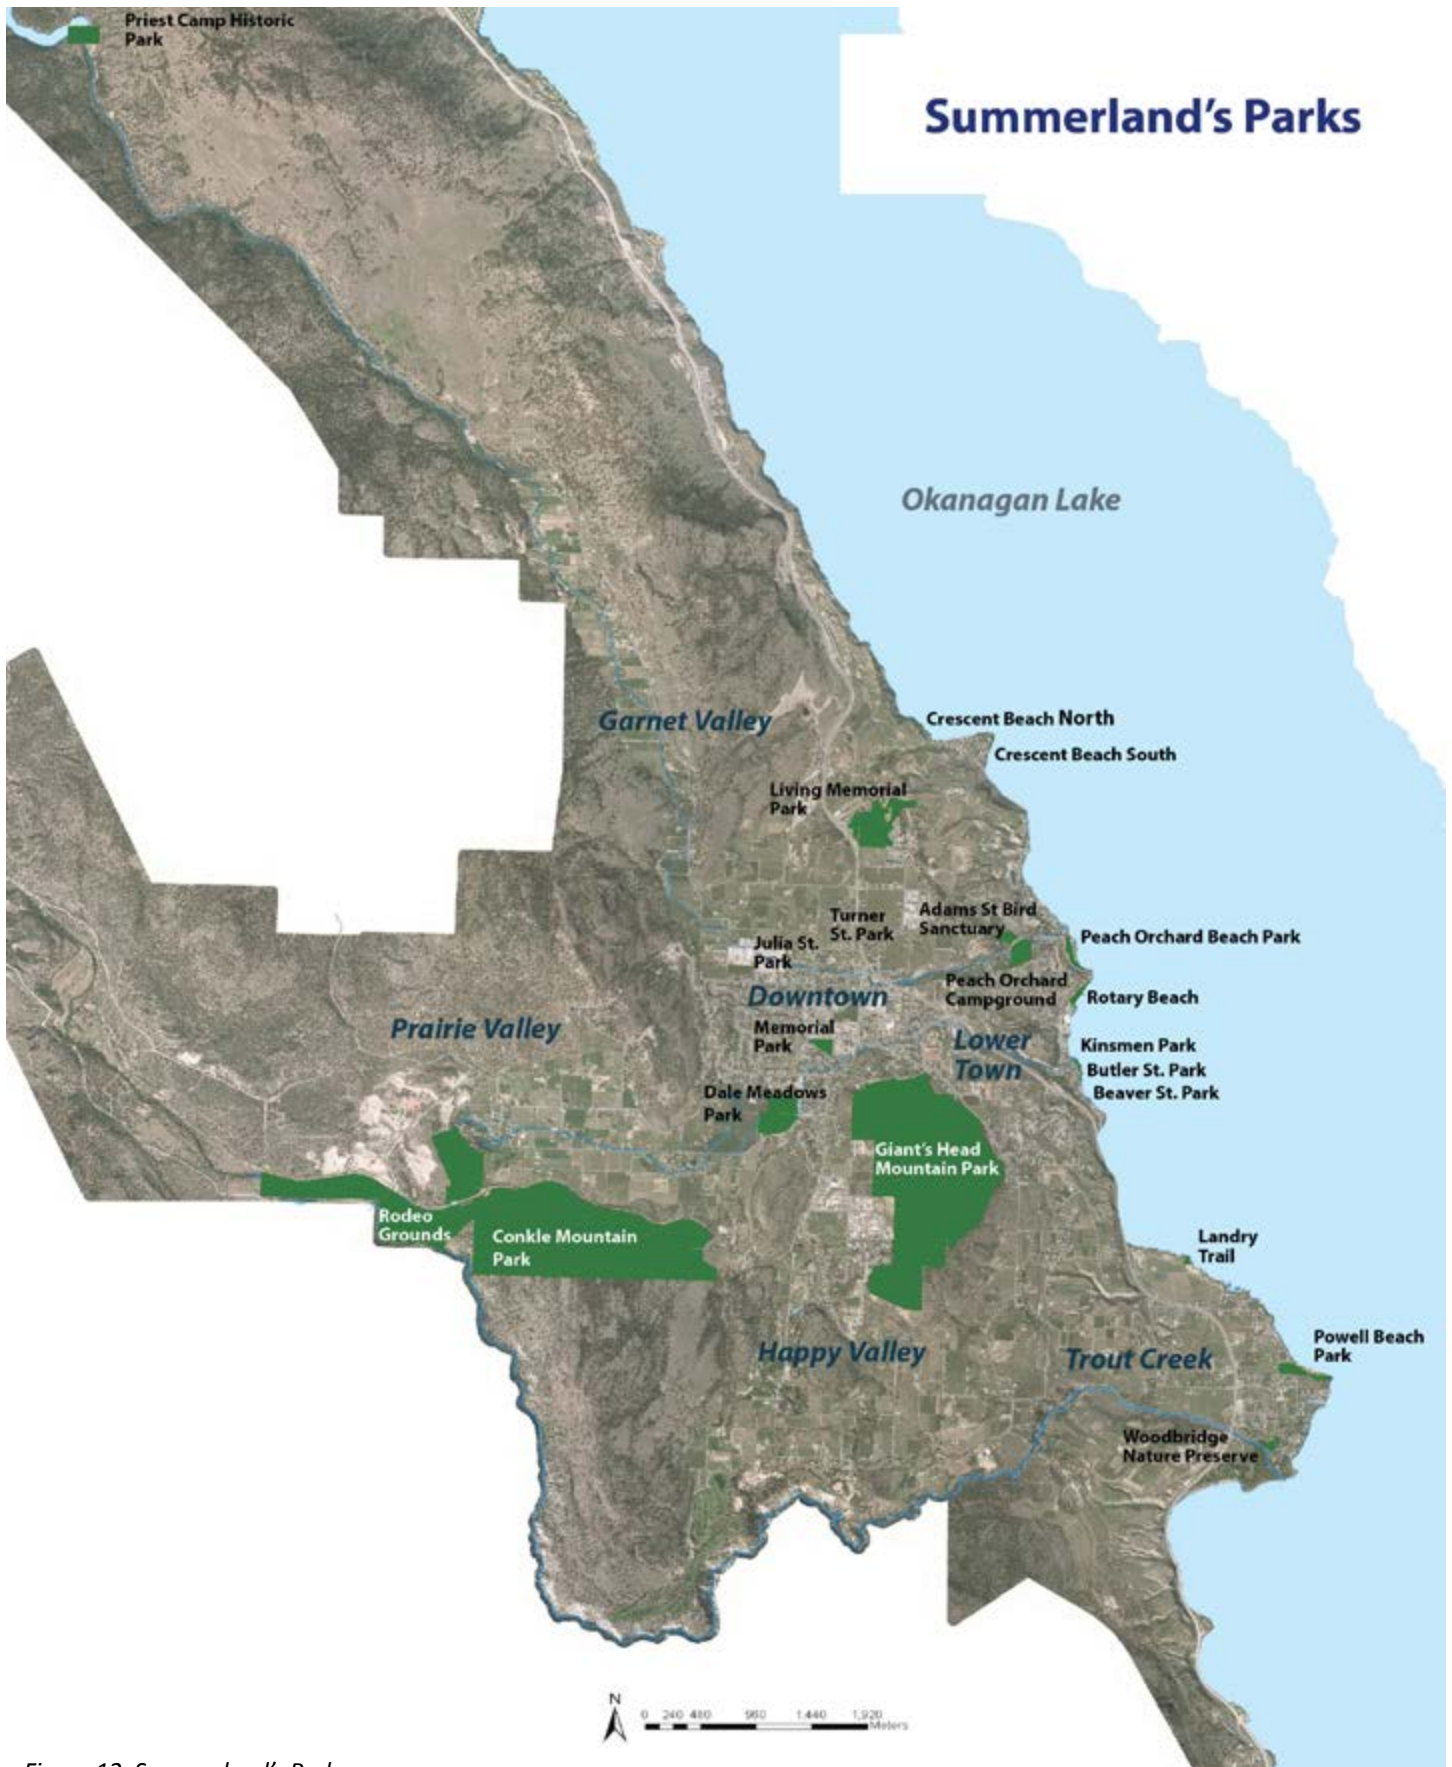 Priest Camp Historic
Park
Summerland's Parks
Okanagan Lake
Garnet Valley
Crescent Beach North
Crescent Beach South
Living Memorial
Park
Turner
St. Park
Adams St Bird
Sanctuary
Julia St.
Park
Peach Orchard Beach Park
Peach Orchard
Campground
Downtown
Rotary Beach
Prairie Valley
Memorial
Park
Lower
Town
Kinsmen Park
Butler St. Park
Beaver St. Park
Dale Meadows
Park
Giant's Head
Mountain Park
Rodeo
Grounds
Conkle Mountain
Park
Landry
Trail
Happy Valley
Trout Creek
Powell Beach
Park
Woodbridge
Nature Preserve
N
0 240 480 960 1,440 1,920
Meters